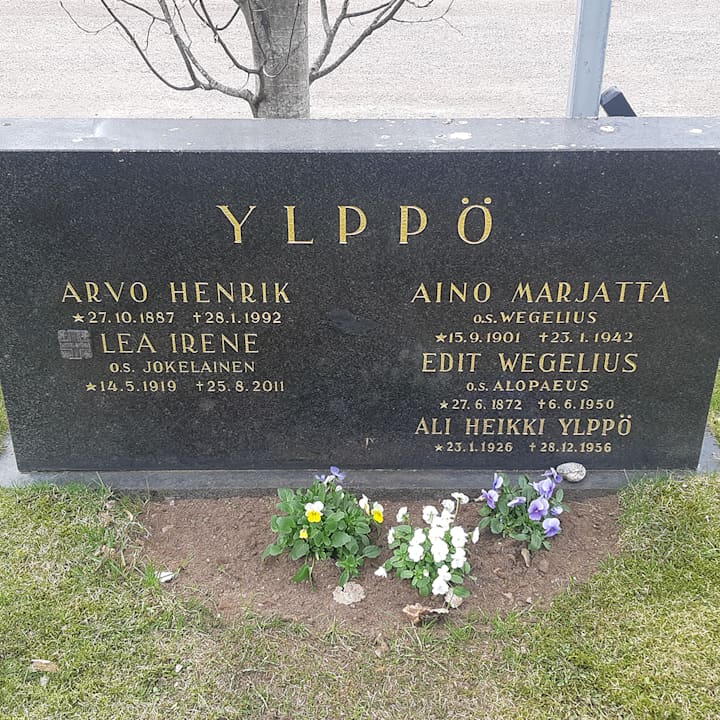 YLPPÖ
ARVO HENRIK
★27.10.1887 †28.1.1992
LEA IRENE
O.S. JOKELAINEN
★14.5.1919 †25.8.2011
AINO MARJATTA
O.S. WEGELIUS
★15.9.1901 †23.1.1942
EDIT WEGELIUS
O.S. ALOPAEUS
★27.6.1872 †6.6.1950
ALI HEIKKI YLPPÖ
★23.1.1926 †28.12.1956